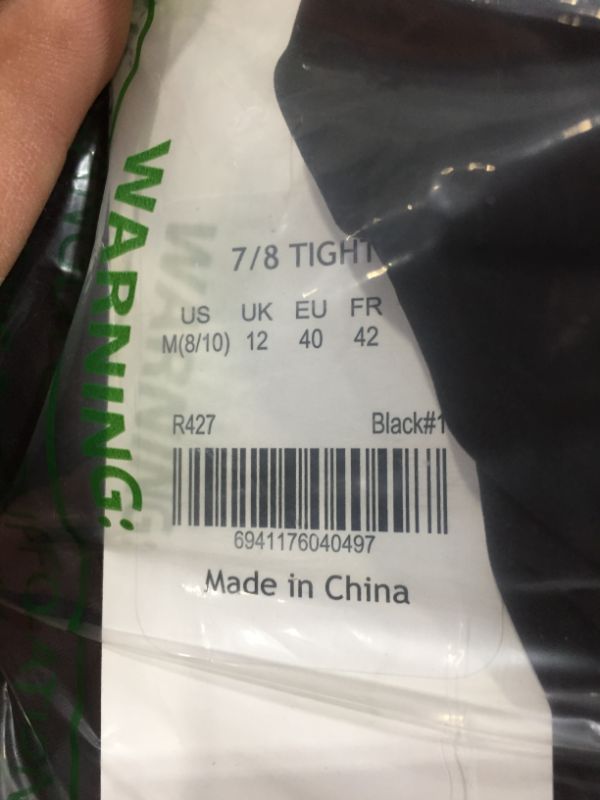 WARNING:
7/8 TIGHT
US UK EU FR
M(8/10) 12 40 42
R427 Black#1
6941176040497
Made in China